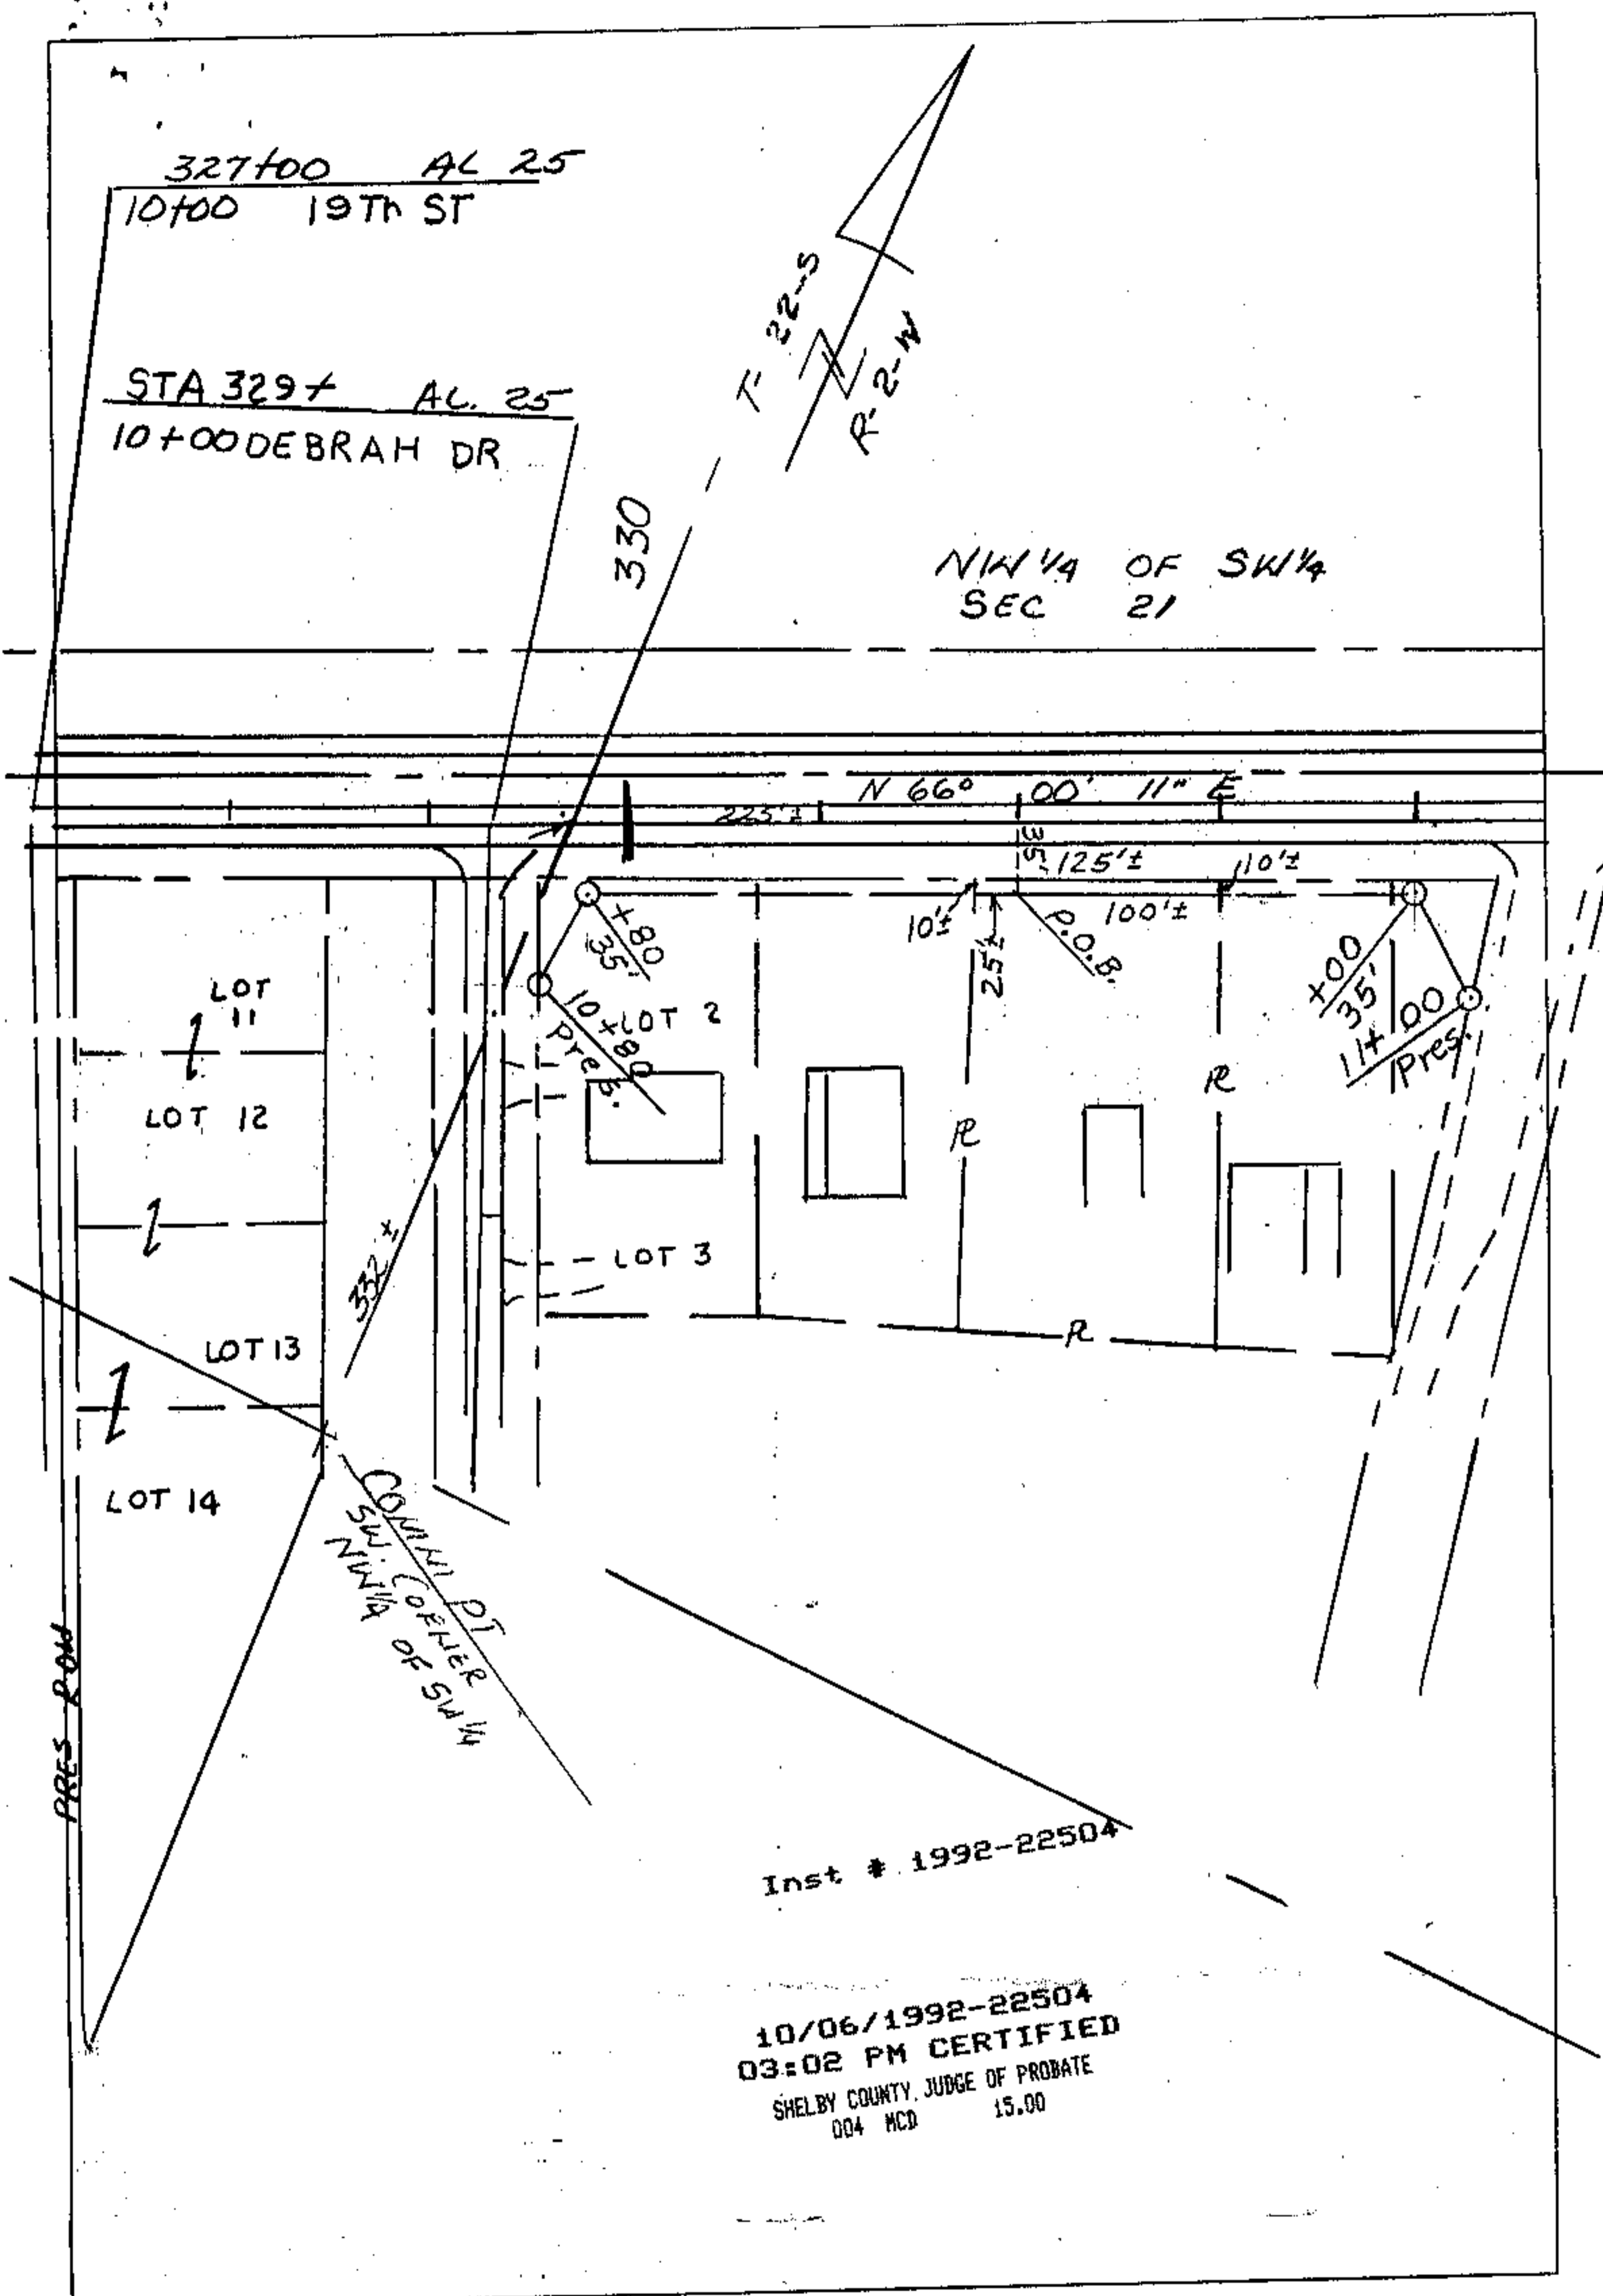 327+00 AL 25
10+00 19Th ST
STA 329+ AL. 25
10+00 DEBRAH DR
T 22-S
R 2-W
330
NW 1/4 OF SW 1/4
SEC 21
N 66° 00' 11" E
225'±
35'
125'±
10'±
10'±
25'±
100'±
P.O.B.
+80
35'
10+80
Pres.
+00
35'
11+00
Pres.
LOT 11
LOT 2
LOT 12
R
R
332±
LOT 3
R
LOT 13
LOT 14
COMM PT
SW. CORNER
NW 1/4 OF SW 1/4
PRES ROW
Inst # 1992-22504
10/06/1992-22504
03:02 PM CERTIFIED
SHELBY COUNTY JUDGE OF PROBATE
004 MCD 15.00